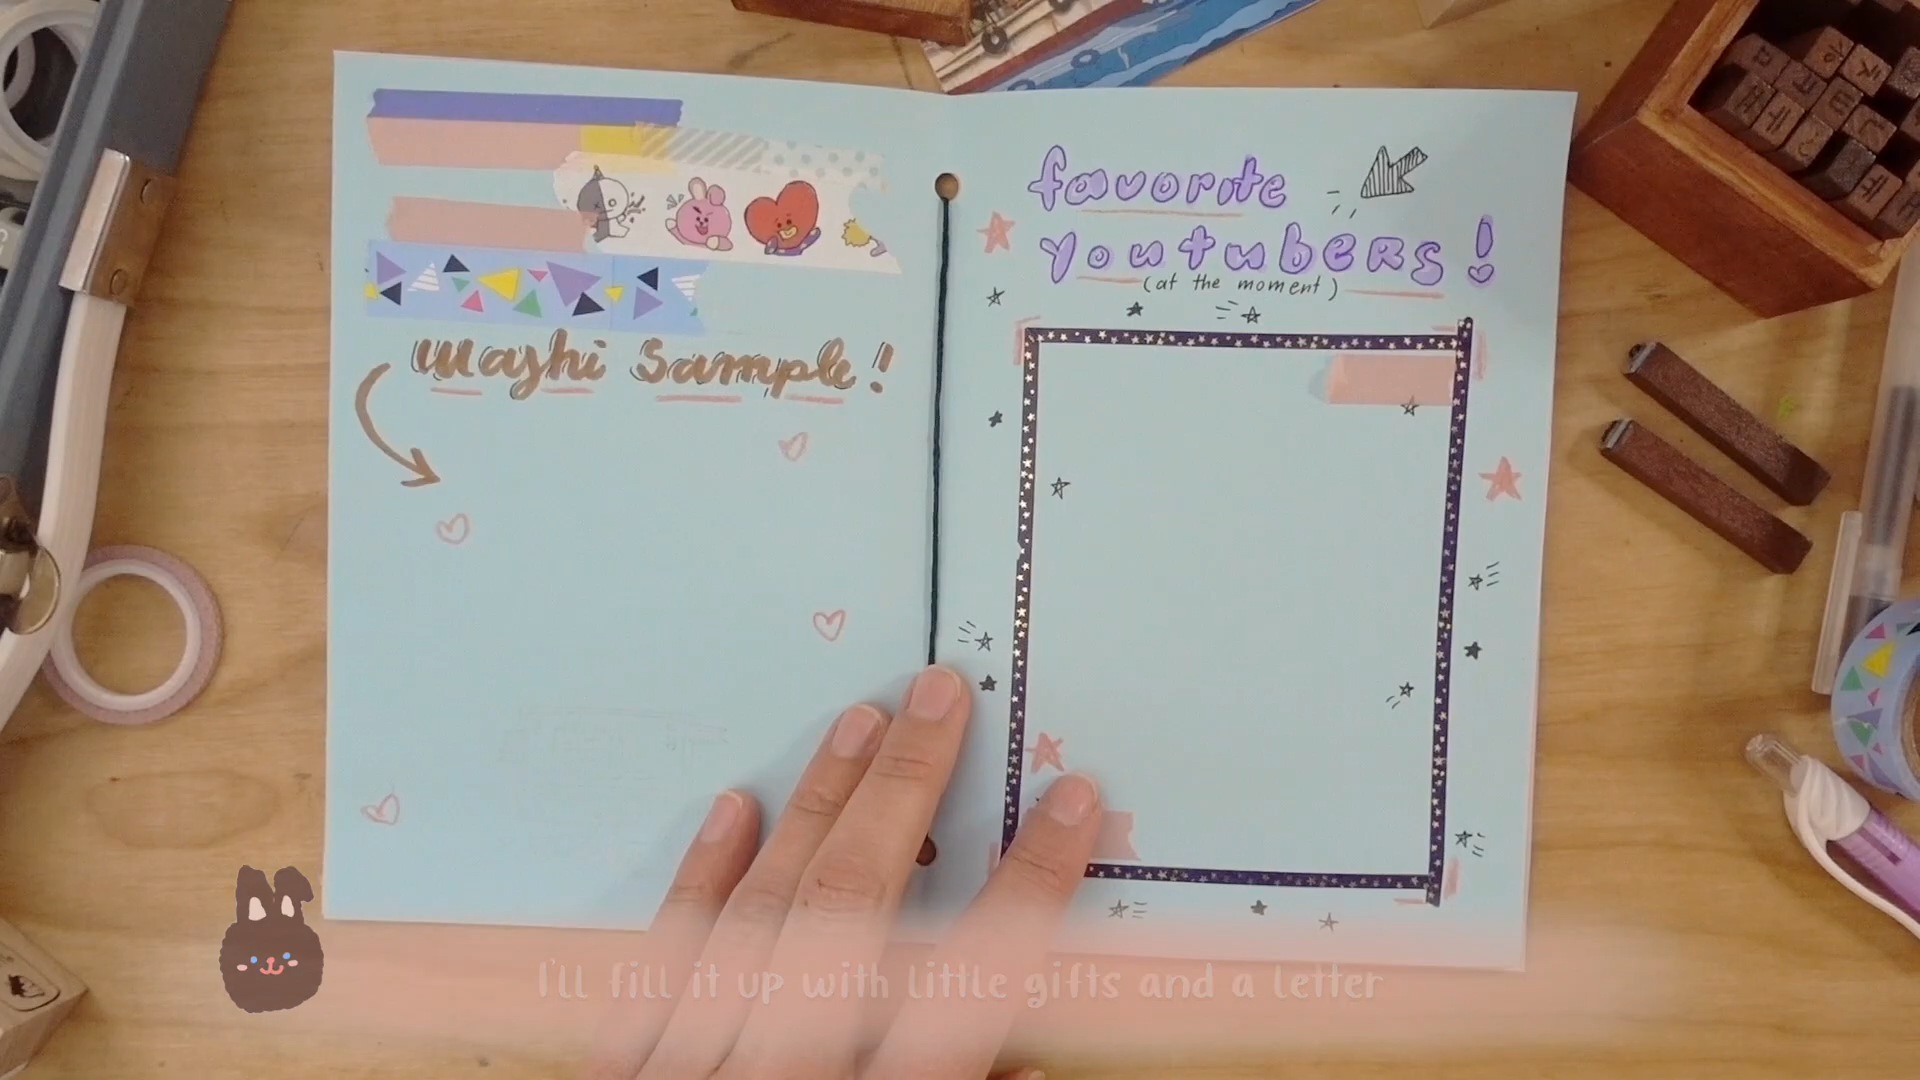 washi sample!
favorite
youtubers!
(at the moment)
I'll fill it up with little gifts and a letter